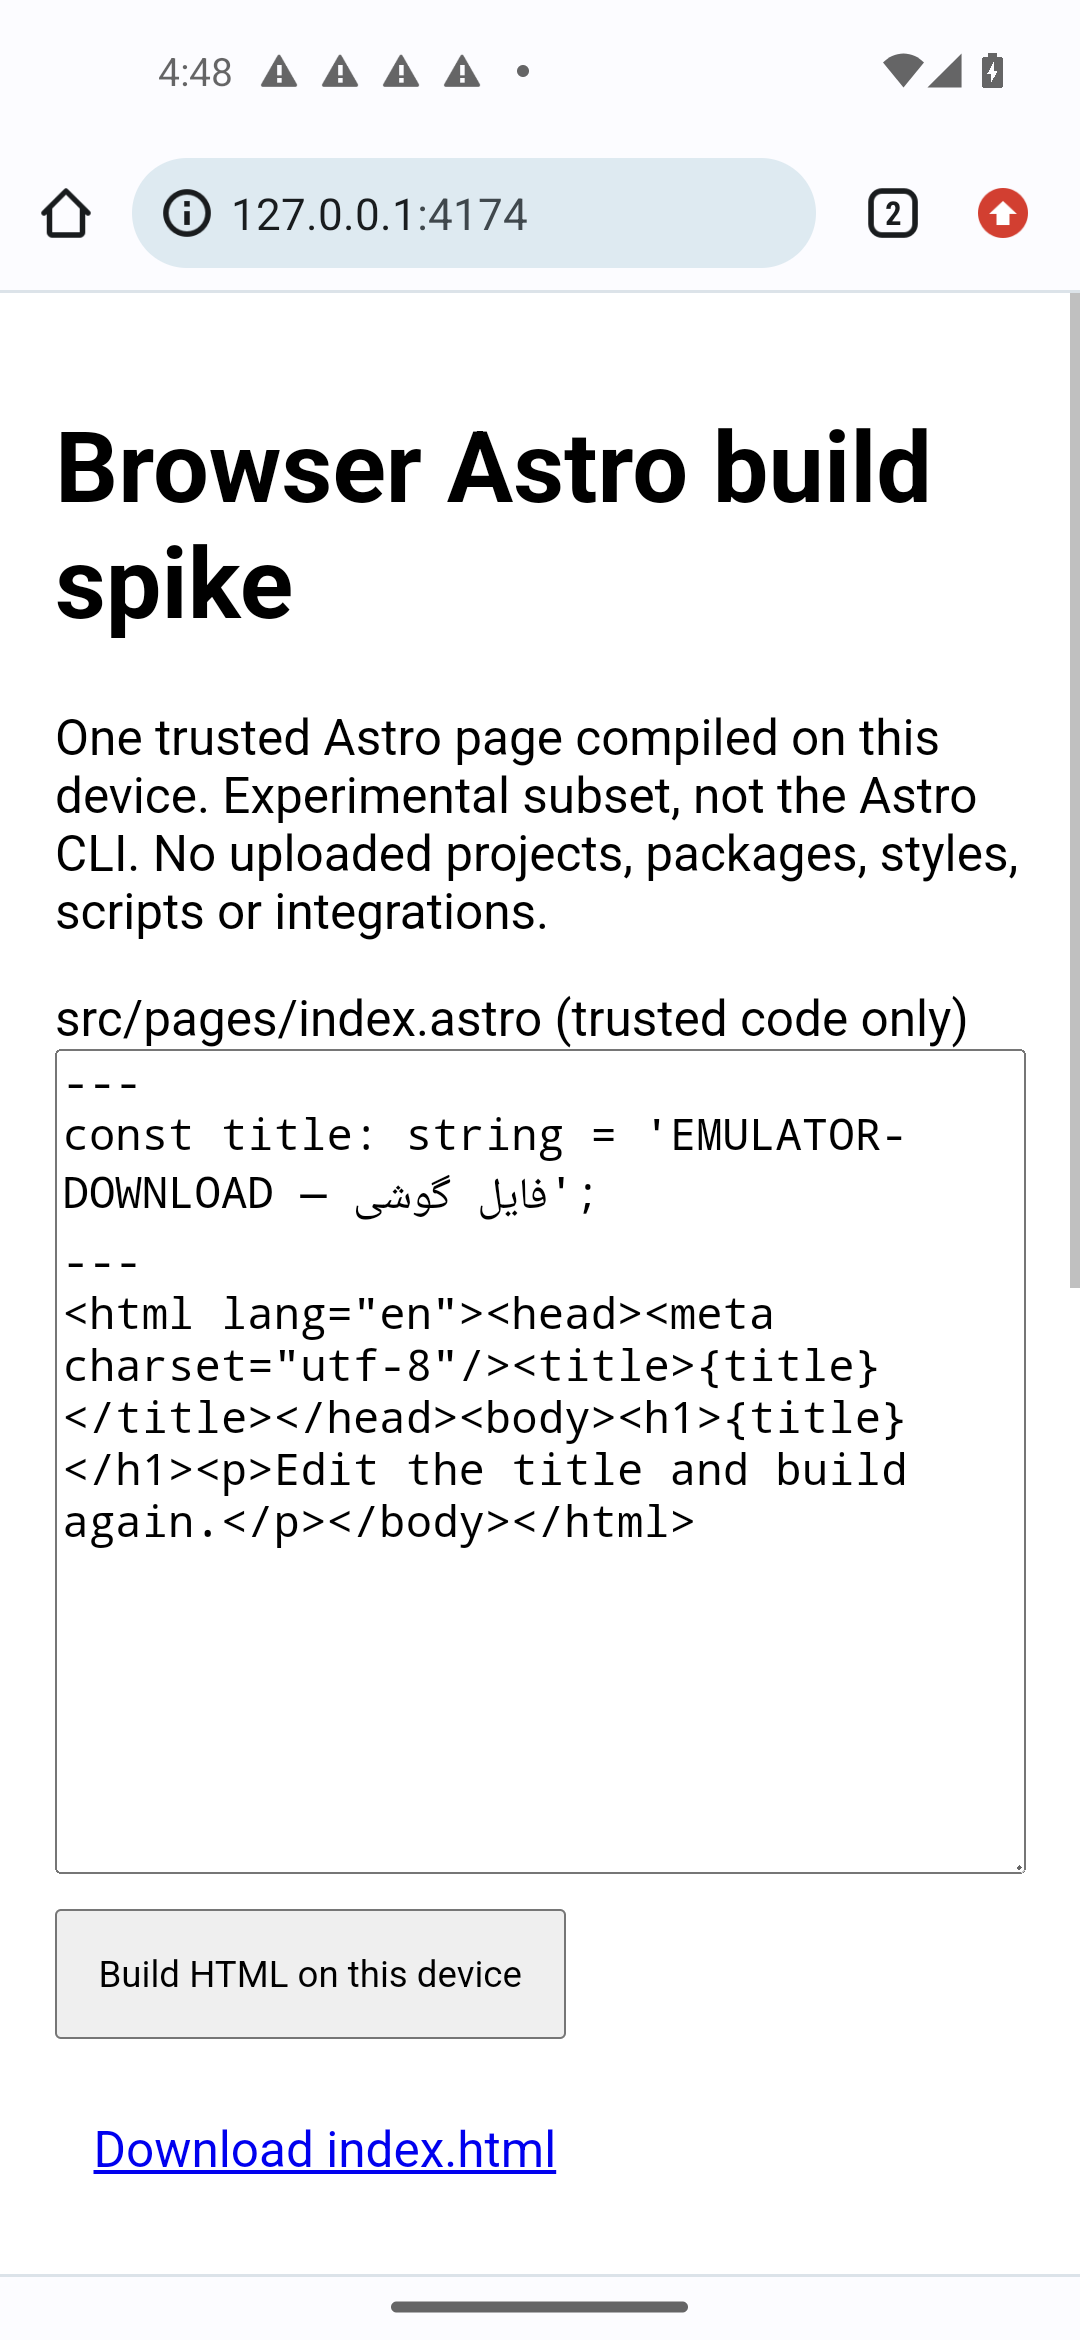 4:48
127.0.0.1:4174
2
Browser Astro build
spike
One trusted Astro page compiled on this
device. Experimental subset, not the Astro
CLI. No uploaded projects, packages, styles,
scripts or integrations.
src/pages/index.astro (trusted code only)
---
const title: string = 'EMULATOR-
DOWNLOAD — فایل گوشی';
---
<html lang="en"><head><meta
charset="utf-8"/><title>{title}
</title></head><body><h1>{title}
</h1><p>Edit the title and build
again.</p></body></html>
Build HTML on this device
Download index.html